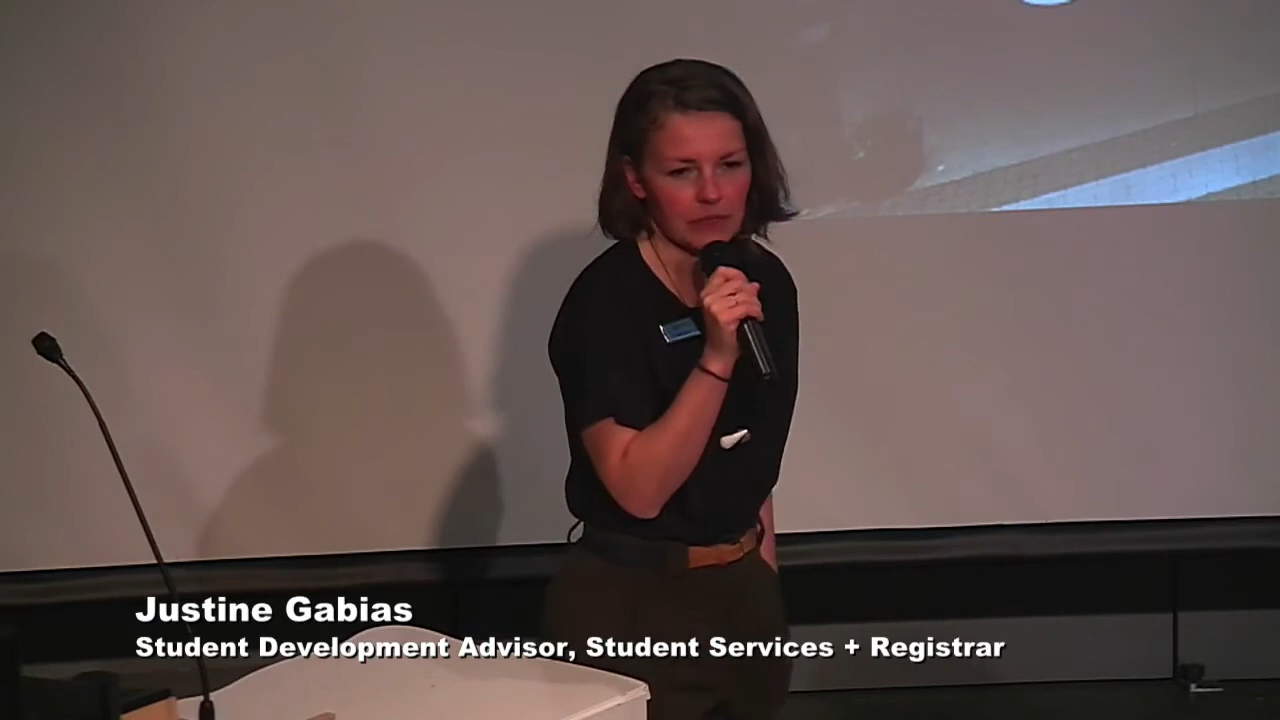 Justine Gabias
Student Development Advisor, Student Services + Registrar